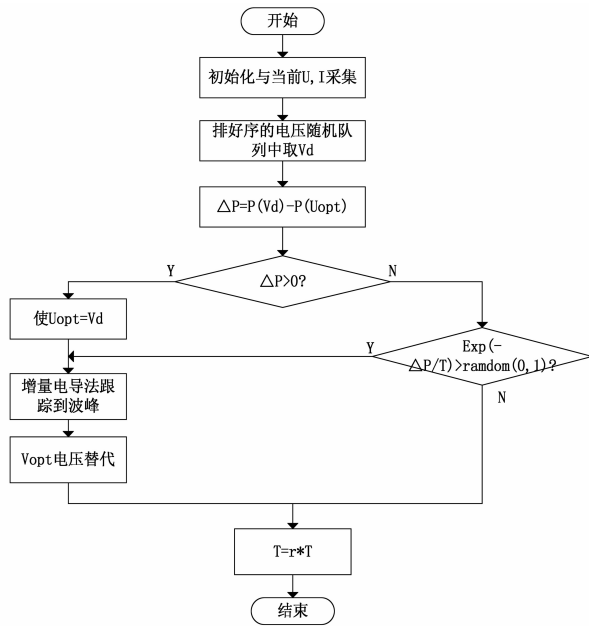 开始
初始化与当前U,I采集
排好序的电压随机队
列中取Vd
△P=P(Vd)-P(Uopt)
△P>0?
Y
N
使Uopt=Vd
Exp(-
△P/T)>ramdom(0,1)?
Y
N
增量电导法跟
踪到波峰
Vopt电压替代
T=r*T
结束